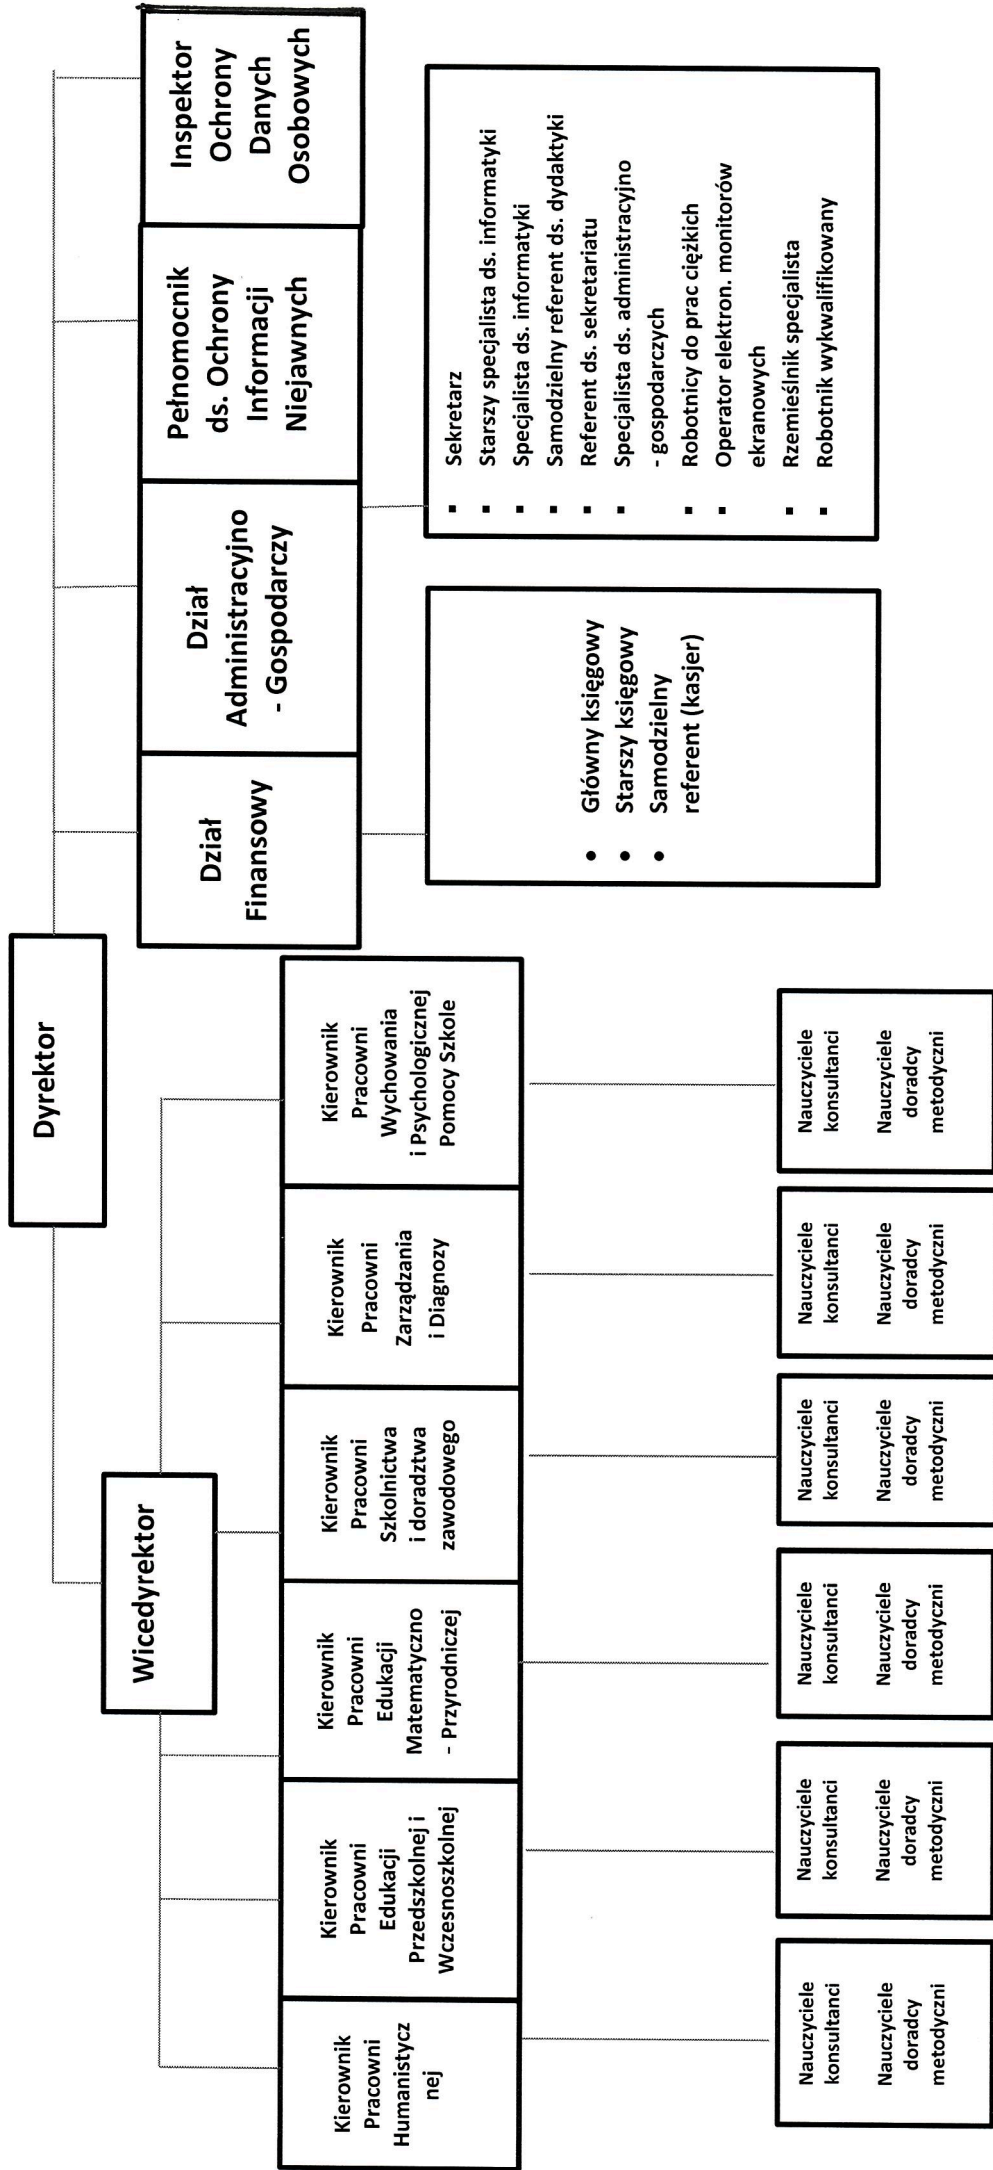 Dyrektor
Wicedyrektor
Dział
Finansowy
Dział
Administracyjno
- Gospodarczy
Pełnomocnik
ds. Ochrony
Informacji
Niejawnych
Inspektor
Ochrony
Danych
Osobowych
Kierownik
Pracowni
Humanistycz
nej
Kierownik
Pracowni
Edukacji
Przedszkolnej i
Wczesnoszkolnej
Kierownik
Pracowni
Edukacji
Matematyczno
- Przyrodniczej
Kierownik
Pracowni
Szkolnictwa
i doradztwa
zawodowego
Kierownik
Pracowni
Zarządzania
i Diagnozy
Kierownik
Pracowni
Wychowania
i Psychologicznej
Pomocy Szkole
• Główny księgowy
• Starszy księgowy
• Samodzielny
referent (kasjer)
▪ Sekretarz
▪ Starszy specjalista ds. informatyki
▪ Specjalista ds. informatyki
▪ Samodzielny referent ds. dydaktyki
▪ Referent ds. sekretariatu
▪ Specjalista ds. administracyjno
- gospodarczych
▪ Robotnicy do prac ciężkich
▪ Operator elektron. monitorów
ekranowych
▪ Rzemieślnik specjalista
▪ Robotnik wykwalifikowany
Nauczyciele
konsultanci
Nauczyciele
doradcy
metodyczni
Nauczyciele
konsultanci
Nauczyciele
doradcy
metodyczni
Nauczyciele
konsultanci
Nauczyciele
doradcy
metodyczni
Nauczyciele
konsultanci
Nauczyciele
doradcy
metodyczni
Nauczyciele
konsultanci
Nauczyciele
doradcy
metodyczni
Nauczyciele
konsultanci
Nauczyciele
doradcy
metodyczni